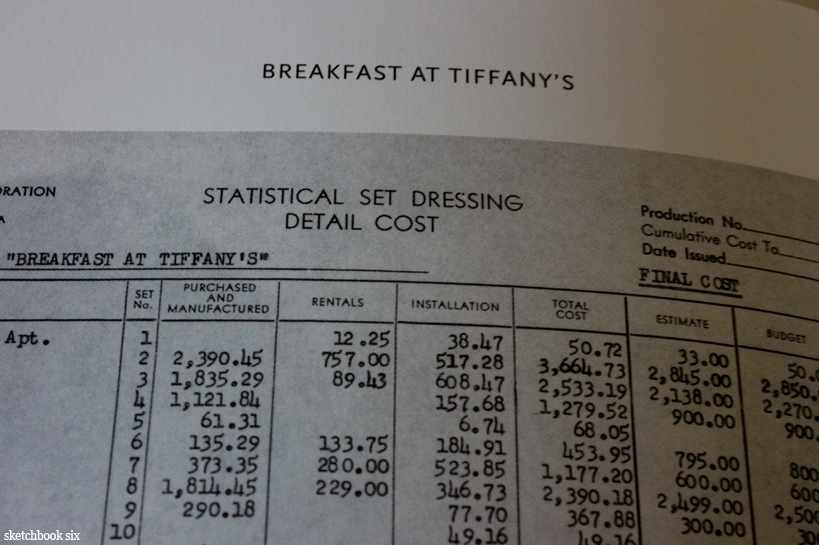 BREAKFAST AT TIFFANY'S
ORATION
A
STATISTICAL SET DRESSING
DETAIL COST
Production No.
Cumulative Cost To
Date Issued
"BREAKFAST AT TIFFANY'S"
FINAL COST
SET No. PURCHASED AND MANUFACTURED RENTALS INSTALLATION TOTAL COST ESTIMATE BUDGET
Apt. 1 12.25 38.47 50.72 33.00 50.0
2 2,390.45 757.00 517.28 3,664.73 2,845.00 2,850.
3 1,835.29 89.43 608.47 2,533.19 2,138.00 2,270.
4 1,121.84 157.68 1,279.52 900.00 900.
5 61.31 6.74 68.05
6 135.29 133.75 184.91 453.95 795.00 800
7 373.35 280.00 523.85 1,177.20 600.00 600
8 1,814.45 229.00 346.73 2,390.18 2,499.00 2,500
9 290.18 77.70 367.88 300.00 300
10 49.16 49.16
sketchbook six